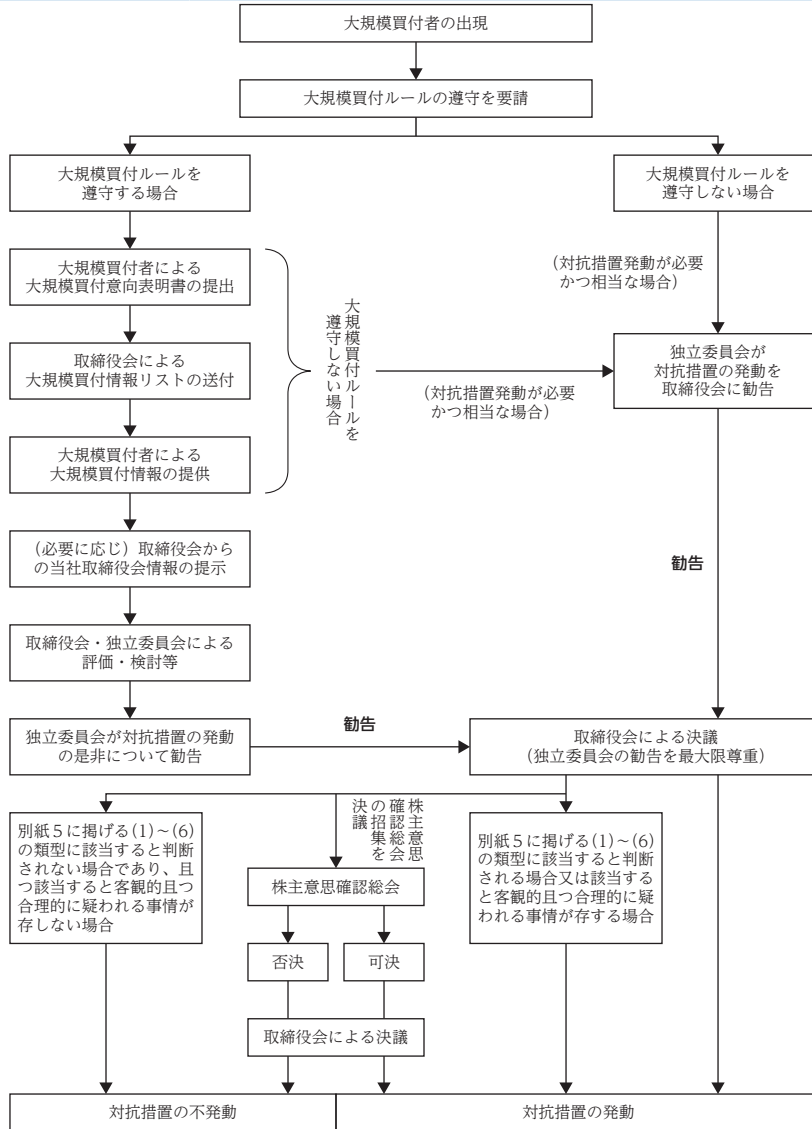 大規模買付者の出現
大規模買付ルールの遵守を要請
大規模買付ルールを
遵守する場合
大規模買付ルールを
遵守しない場合
大規模買付者による
大規模買付意向表明書の提出
(対抗措置発動が必要
かつ相当な場合)
取締役会による
大規模買付情報リストの送付
大規模買付ルールを
遵守しない場合
(対抗措置発動が必要
かつ相当な場合)
独立委員会が
対抗措置の発動を
取締役会に勧告
大規模買付者による
大規模買付情報の提供
(必要に応じ)取締役会から
の当社取締役会情報の提示
勧告
取締役会・独立委員会による
評価・検討等
独立委員会が対抗措置の発動
の是非について勧告
勧告
取締役会による決議
(独立委員会の勧告を最大限尊重)
別紙5に掲げる(1)~(6)
の類型に該当すると判断
されない場合であり、且
つ該当すると客観的且つ
合理的に疑われる事情が
存しない場合
株主意思
確認総会
の招集を
決議
株主意思確認総会
否決
可決
取締役会による決議
別紙5に掲げる(1)~(6)
の類型に該当すると判断
される場合又は該当する
と客観的且つ合理的に疑
われる事情が存する場合
対抗措置の不発動
対抗措置の発動